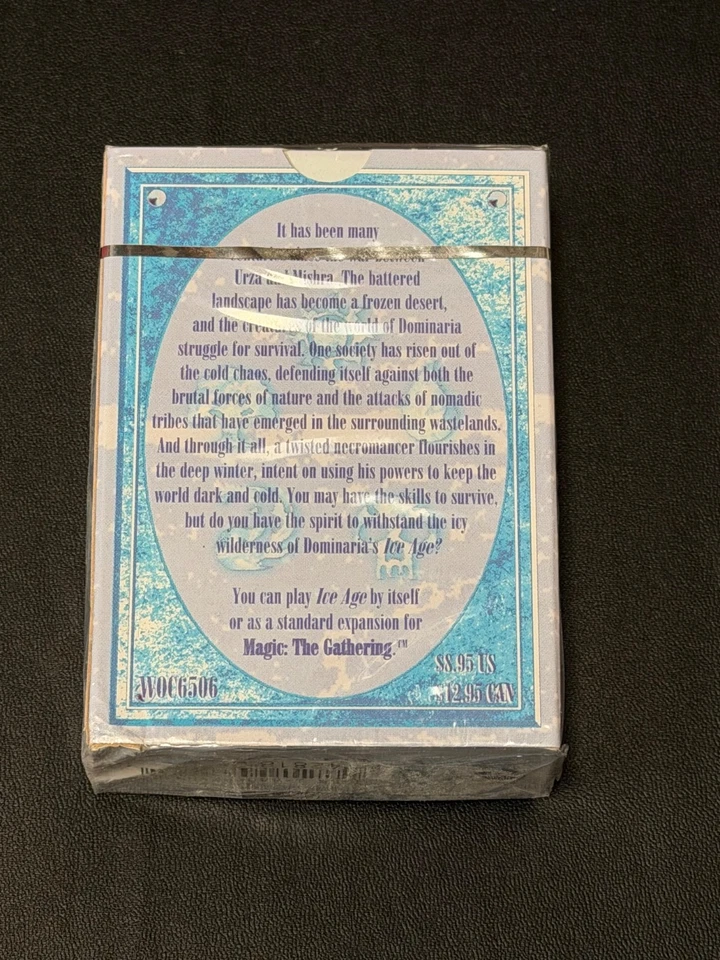 It has been many
centuries since the war between
Urza and Mishra. The battered
landscape has become a frozen desert,
and the creatures of the world of Dominaria
struggle for survival. One society has risen out of
the cold chaos, defending itself against both the
brutal forces of nature and the attacks of nomadic
tribes that have emerged in the surrounding wastelands.
And through it all, a twisted necromancer flourishes in
the deep winter, intent on using his powers to keep the
world dark and cold. You may have the skills to survive,
but do you have the spirit to withstand the icy
wilderness of Dominaria's Ice Age?
You can play Ice Age by itself
or as a standard expansion for
Magic: The Gathering.™
$8.95 US
WOC6506
$12.95 CAN